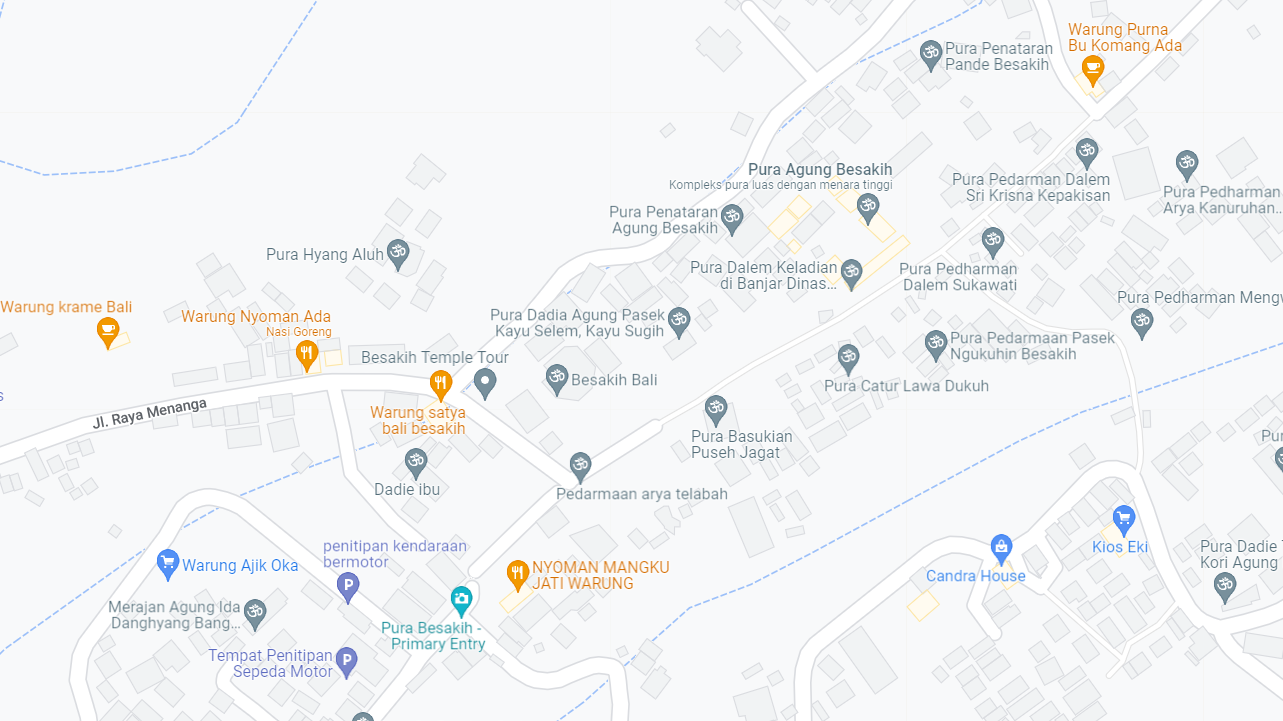 Warung Purna
Bu Komang Ada
Pura Penataran
Pande Besakih
Pura Agung Besakih
Kompleks pura luas dengan menara tinggi
Pura Pedarman Dalem
Sri Krisna Kepakisan
Pura Pedharman
Arya Kanuruhan...
Pura Penataran
Agung Besakih
Pura Hyang Aluh
Pura Dalem Keladian
di Banjar Dinas...
Pura Pedharman
Dalem Sukawati
Pura Pedharman Mengw
Warung krame Bali
Warung Nyoman Ada
Nasi Goreng
Pura Dadia Agung Pasek
Kayu Selem, Kayu Sugih
Pura Pedarmaan Pasek
Ngukuhin Besakih
Besakih Temple Tour
Besakih Bali
Pura Catur Lawa Dukuh
s
Jl. Raya Menanga
Warung satya
bali besakih
Pura Basukian
Puseh Jagat
Pu
Dadie ibu
Pedarmaan arya telabah
penitipan kendaraan
bermotor
Kios Eki
Pura Dadie
Kori Agung
Warung Ajik Oka
NYOMAN MANGKU
JATI WARUNG
Candra House
Merajan Agung Ida
Danghyang Bang...
Pura Besakih -
Primary Entry
Tempat Penitipan
Sepeda Motor